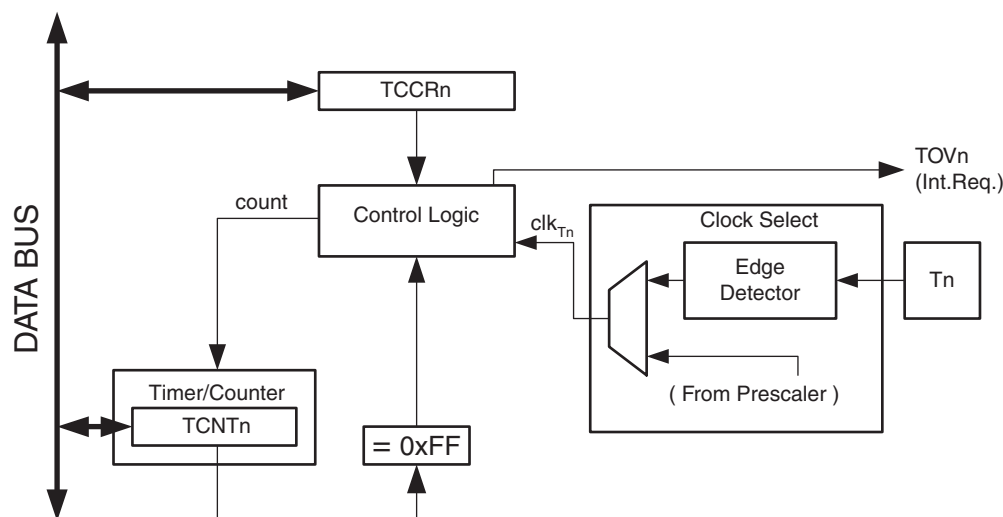 TCCRn
TOVn
(Int.Req.)
count
Control Logic
clkTn
Clock Select
Edge
Detector
Tn
DATA BUS
( From Prescaler )
Timer/Counter
TCNTn
= 0xFF